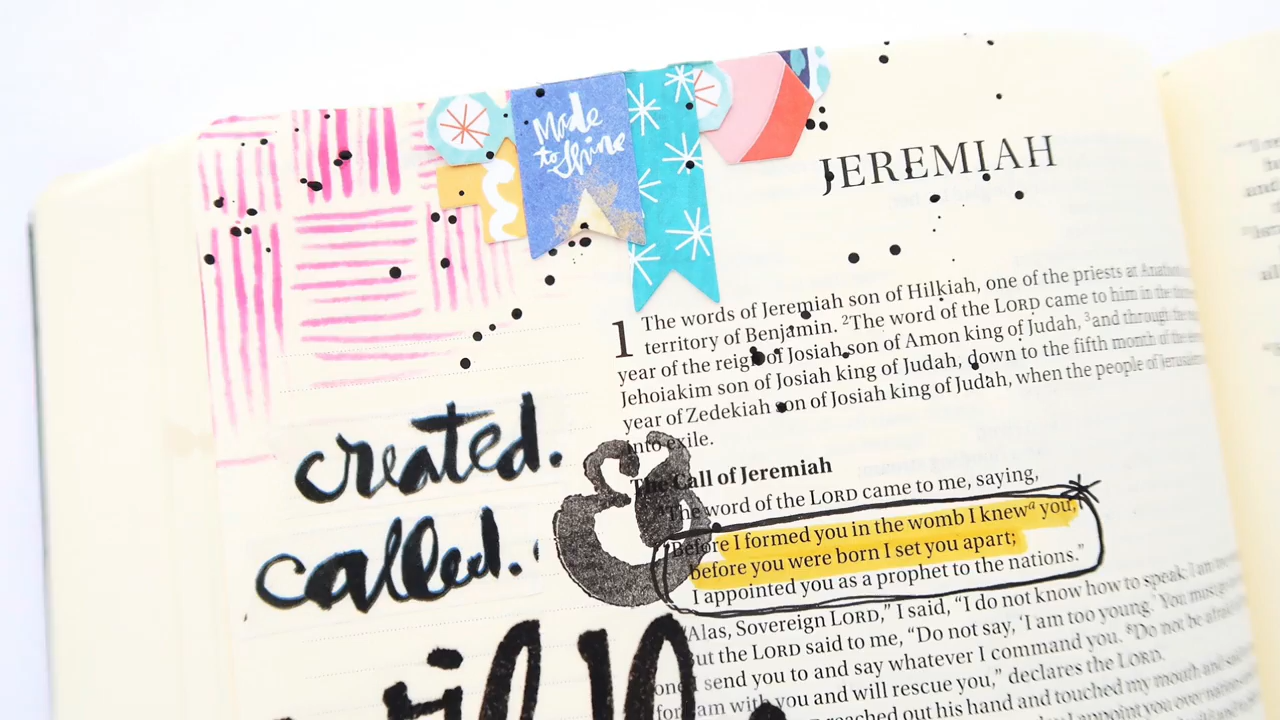 Made
to Shine
JEREMIAH
1 The words of Jeremiah son of Hilkiah, one of the priests at
territory of Benjamin. ²The word of the LORD came to him in the
year of the reign of Josiah son of Amon king of Judah, ³and through the
Jehoiakim son of Josiah king of Judah, down to the fifth month of the
year of Zedekiah son of Josiah king of Judah, when the people of
into exile.
The Call of Jeremiah
The word of the LORD came to me, saying,
"Before I formed you in the womb I knewᵃ you,
before you were born I set you apart;
I appointed you as a prophet to the nations."
"Alas, Sovereign LORD," I said, "I do not know how to speak; I am
But the LORD said to me, "Do not say, 'I am too young.' You must
one I send you to and say whatever I command you. ⁸Do not be
for I am with you and will rescue you," declares the LORD.
reached out his hand and touched my mouth and
I appoint you over
created.
&
called.